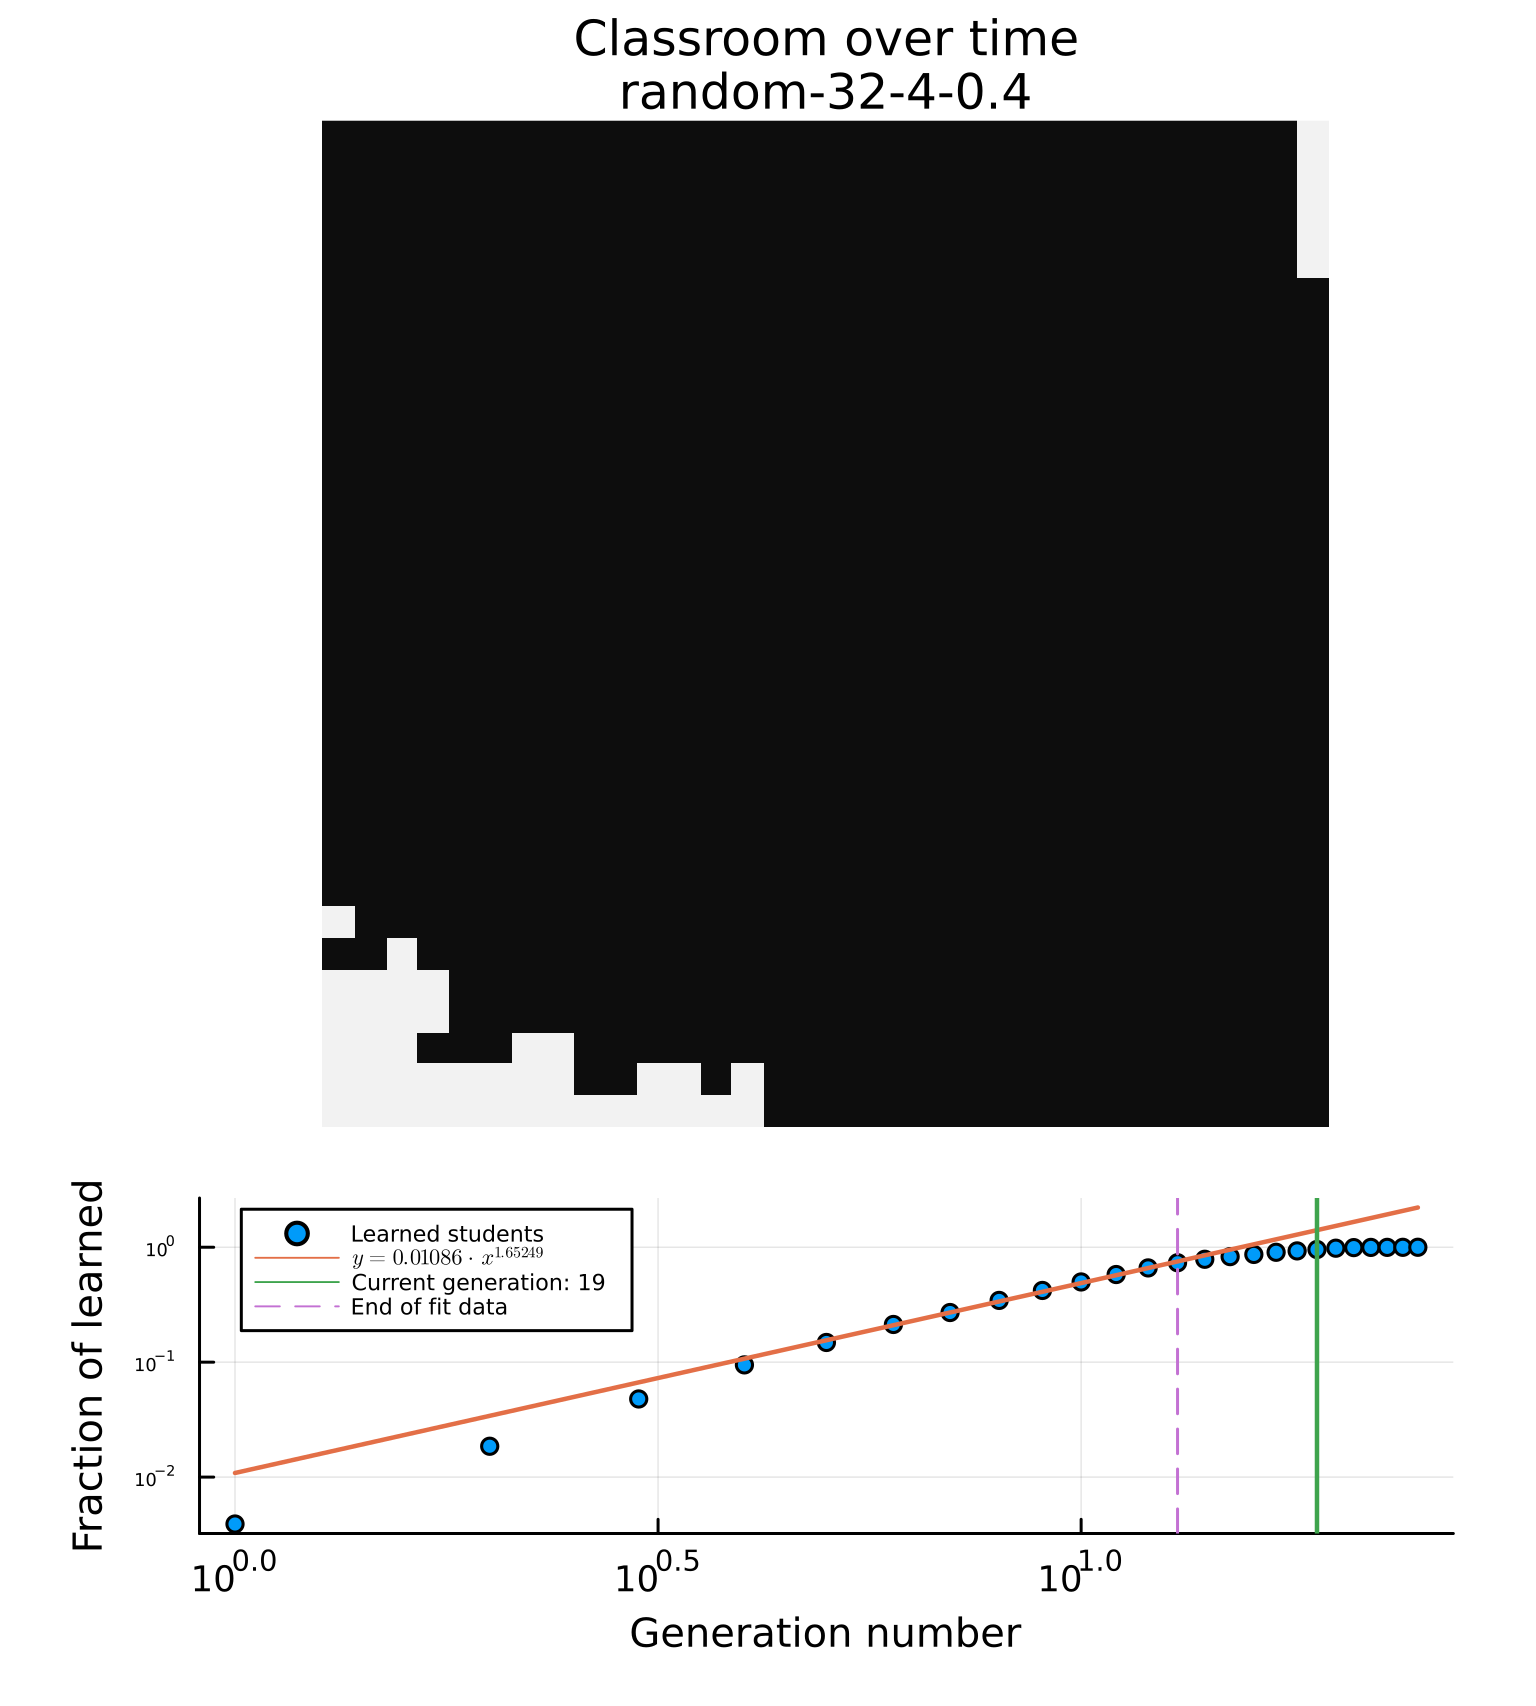 Classroom over time
random-32-4-0.4
Fraction of learned
10^0
10^−1
10^−2
Learned students
y = 0.01086 · x^1.65249
Current generation: 19
End of fit data
10^0.0
10^0.5
10^1.0
Generation number